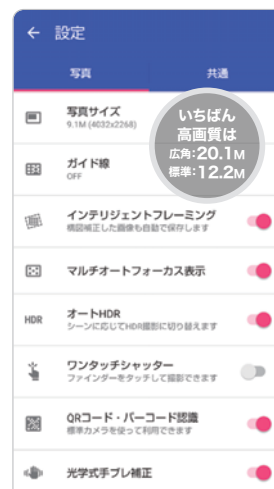 設定
写真
共通
写真サイズ
9.1M (4032x2268)
いちばん
高画質は
広角:20.1M
標準:12.2M
ガイド線
OFF
インテリジェントフレーミング
構図補正した画像も自動で保存します
マルチオートフォーカス表示
HDR
オートHDR
シーンに応じてHDR撮影に切り替えます
ワンタッチシャッター
ファインダーをタッチして撮影できます
QRコード・バーコード認識
標準カメラを使って利用できます
光学式手ブレ補正